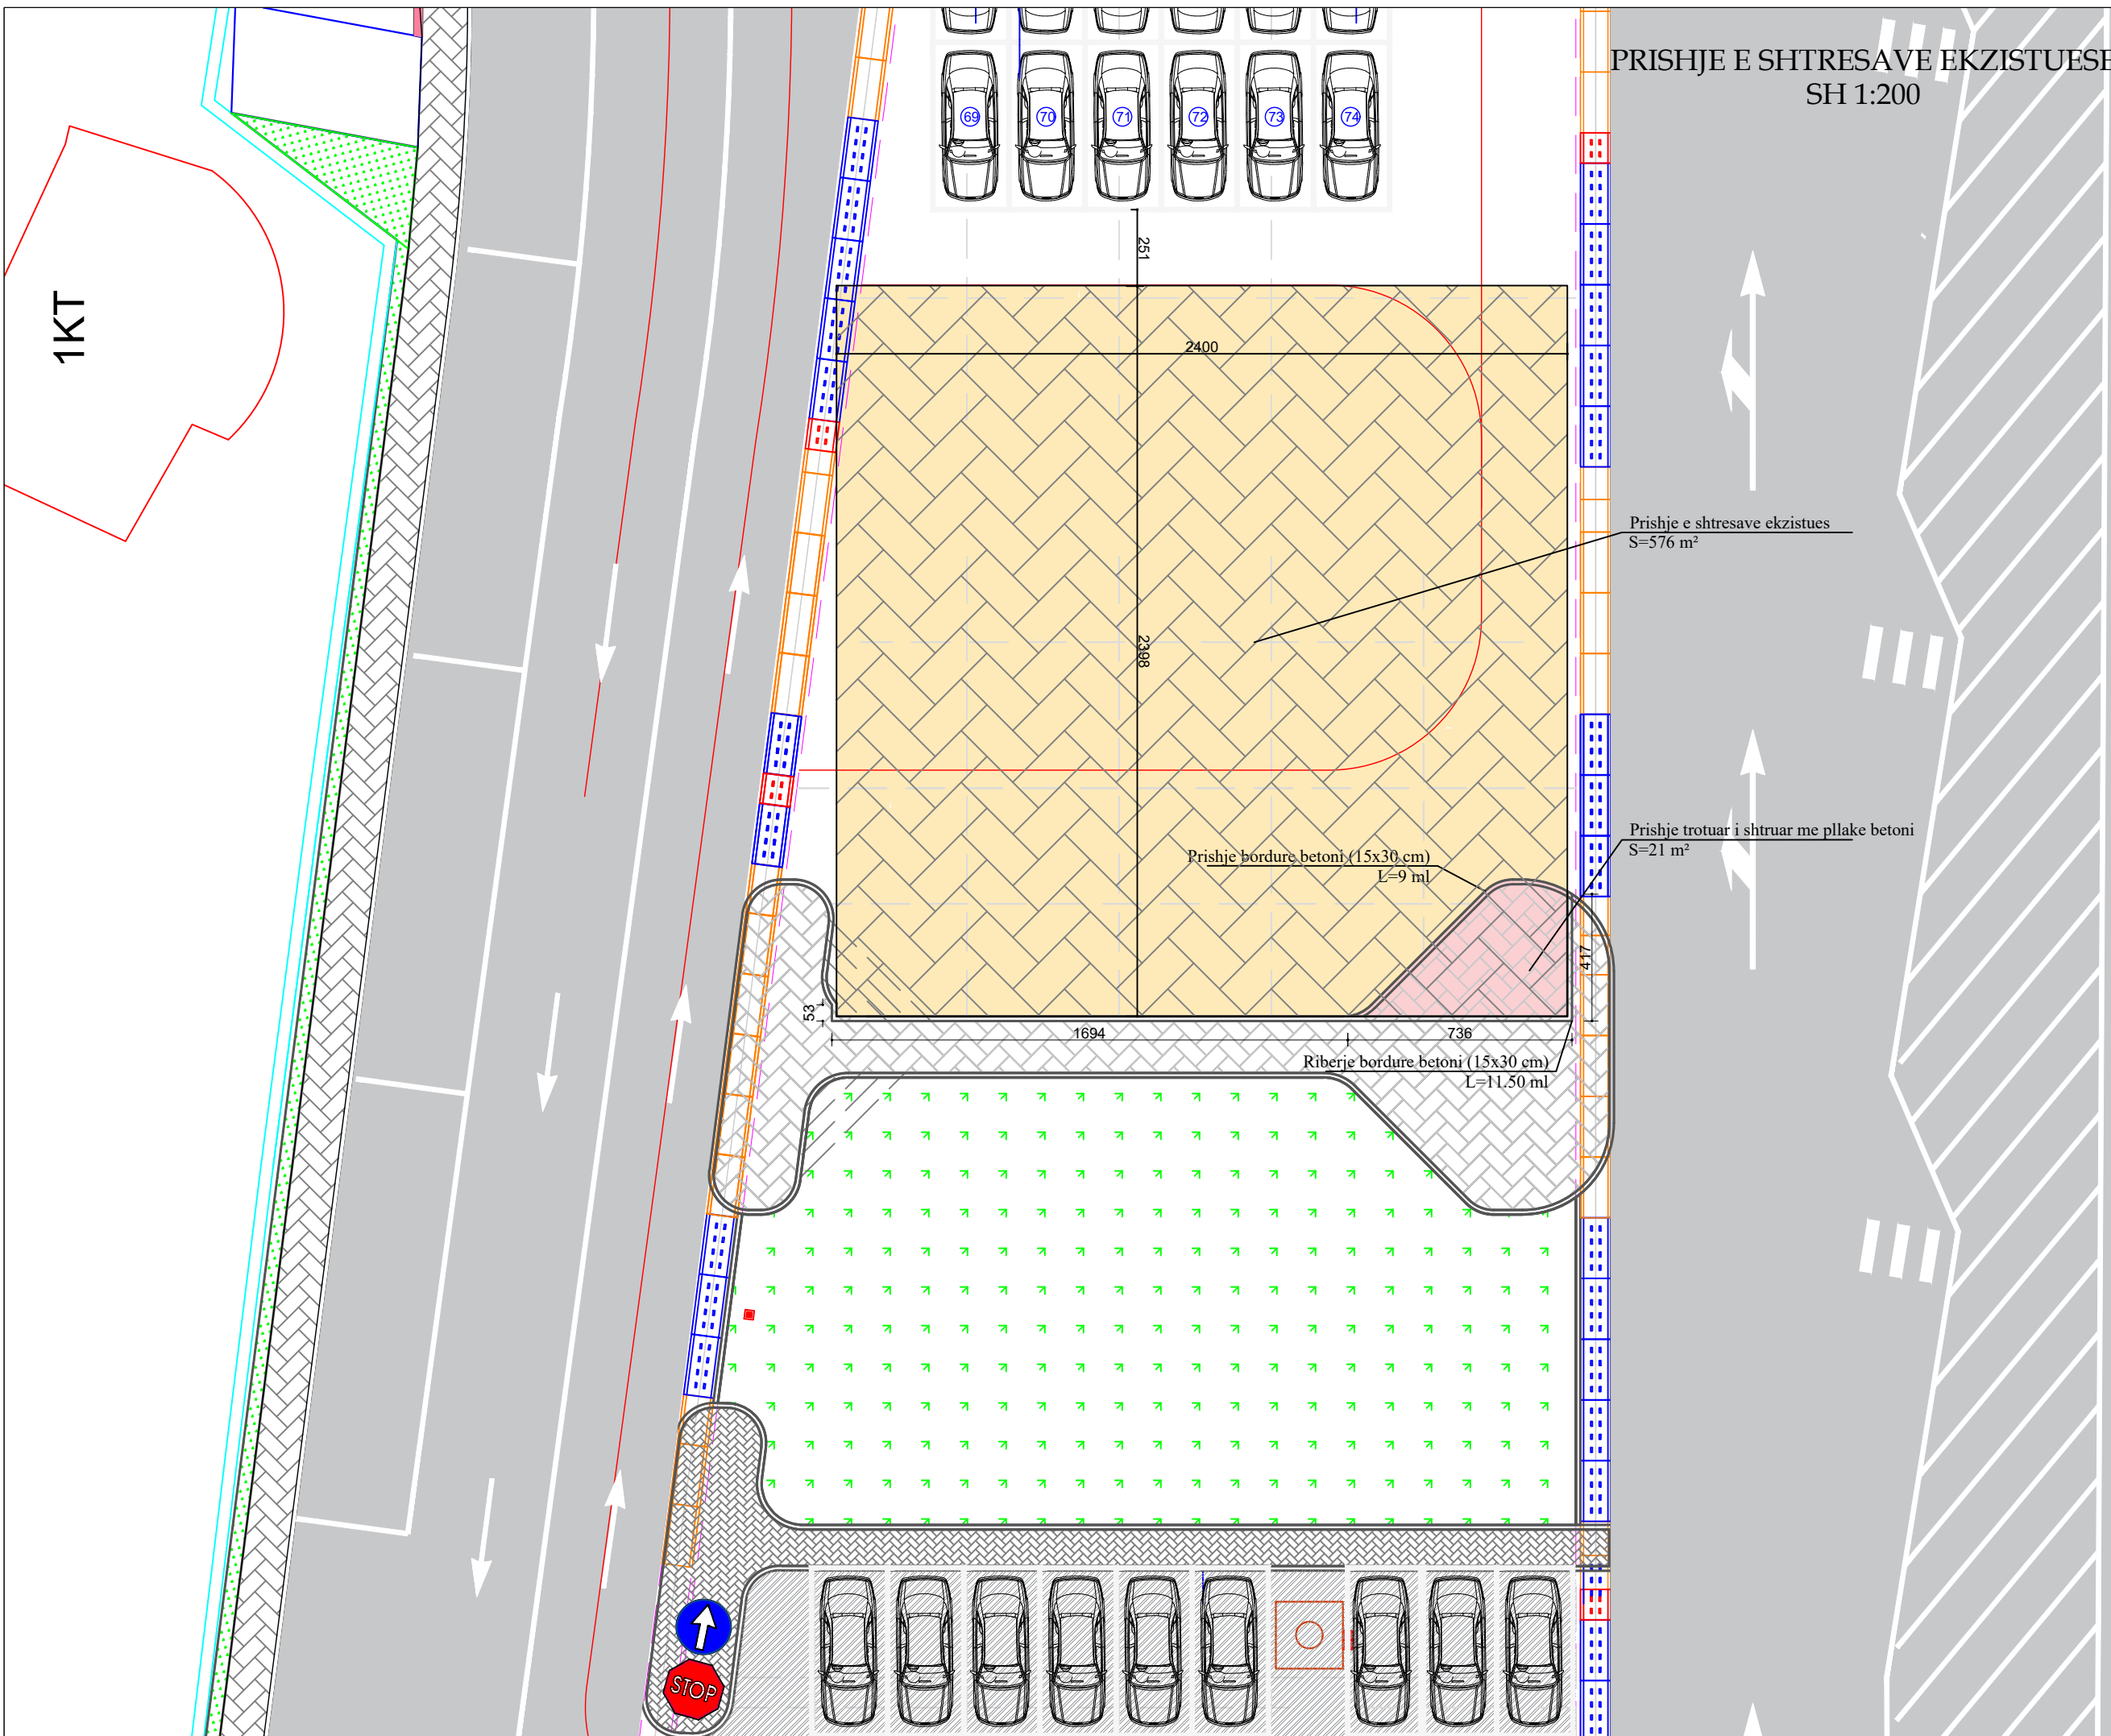 PRISHJE E SHTRESAVE EKZISTUESE
SH 1:200
69
70
71
72
73
74
251
1KT
2400
Prishje e shtresave ekzistues
S=576 m²
2398
Prishje trotuar i shtruar me pllake betoni
S=21 m²
Prishje bordure betoni (15x30 cm)
L=9 ml
417
53
1694
736
Riberje bordure betoni (15x30 cm)
L=11.50 ml
STOP